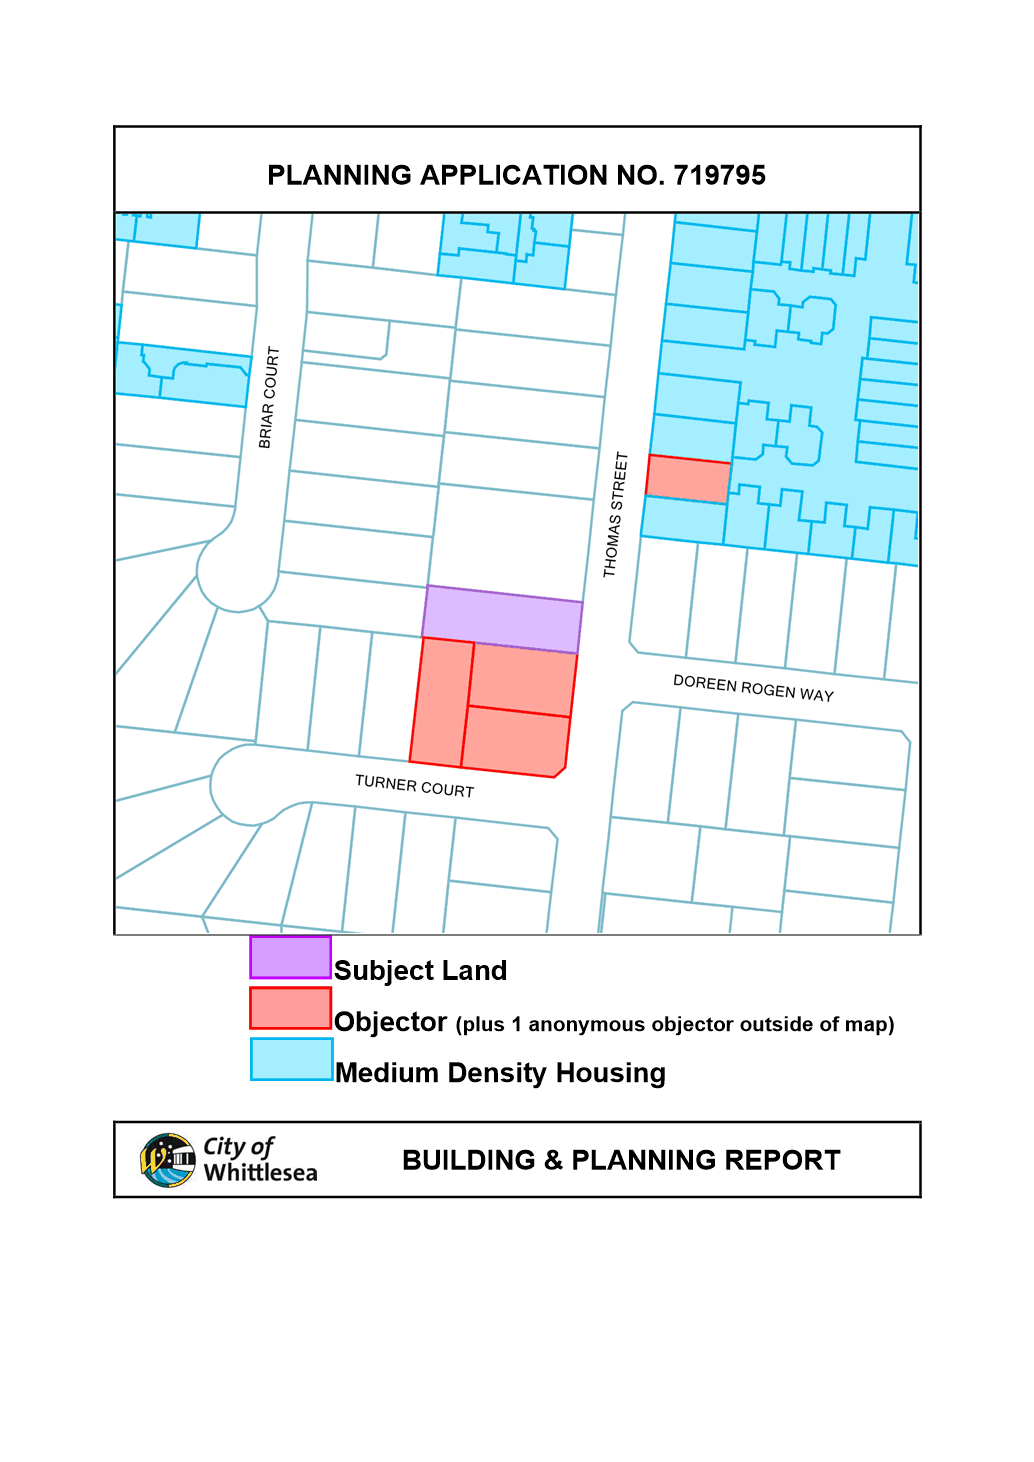 PLANNING APPLICATION NO. 719795
BRIAR COURT
THOMAS STREET
DOREEN ROGEN WAY
TURNER COURT
Subject Land
Objector (plus 1 anonymous objector outside of map)
Medium Density Housing
City of
Whittlesea
BUILDING & PLANNING REPORT